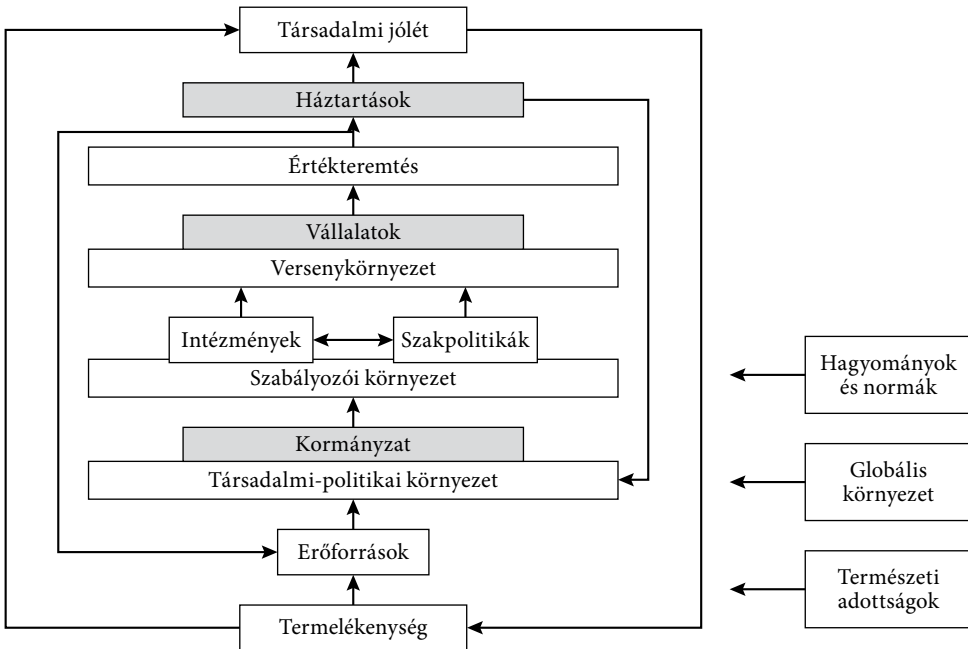 Társadalmi jólét
Háztartások
Értékteremtés
Vállalatok
Versenykörnyezet
Intézmények
Szakpolitikák
Szabályozói környezet
Kormányzat
Társadalmi-politikai környezet
Erőforrások
Termelékenység
Hagyományok
és normák
Globális
környezet
Természeti
adottságok